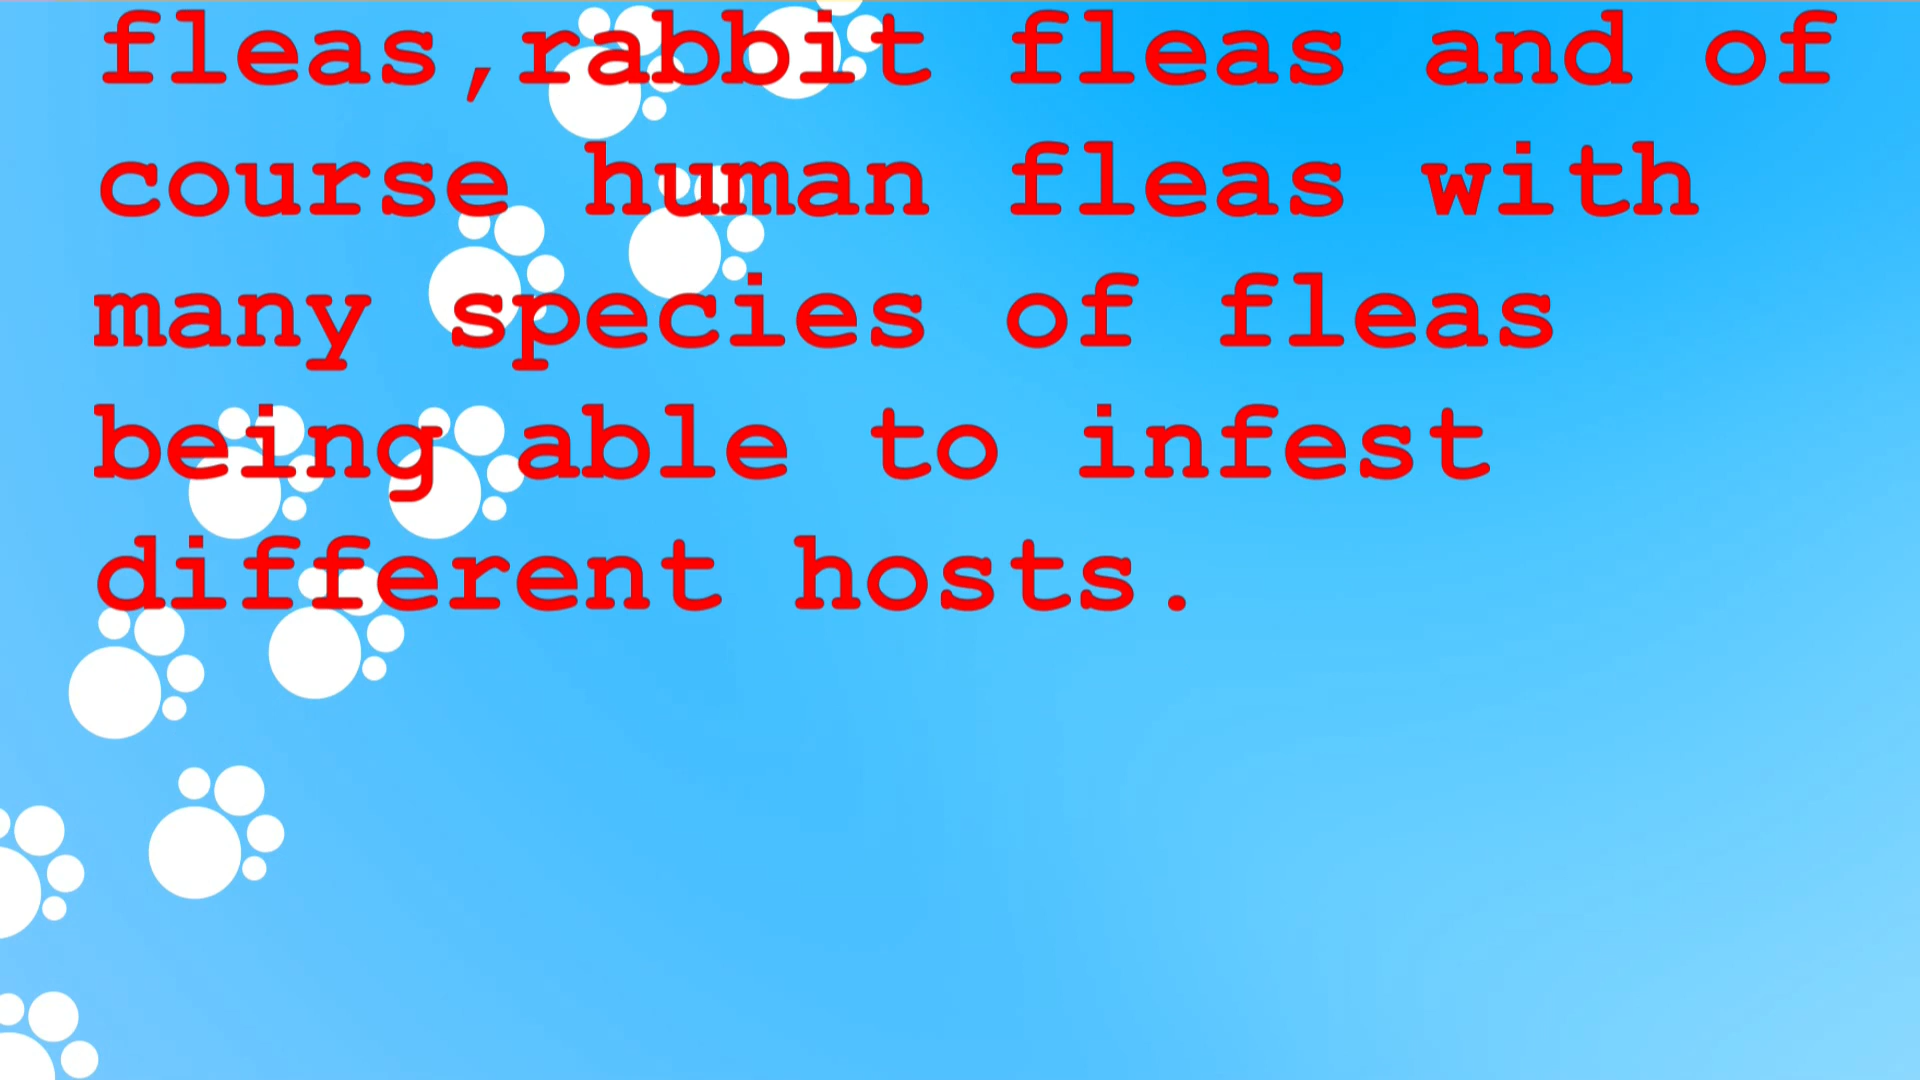 fleas,rabbit fleas and of
course human fleas with
many species of fleas
being able to infest
different hosts.